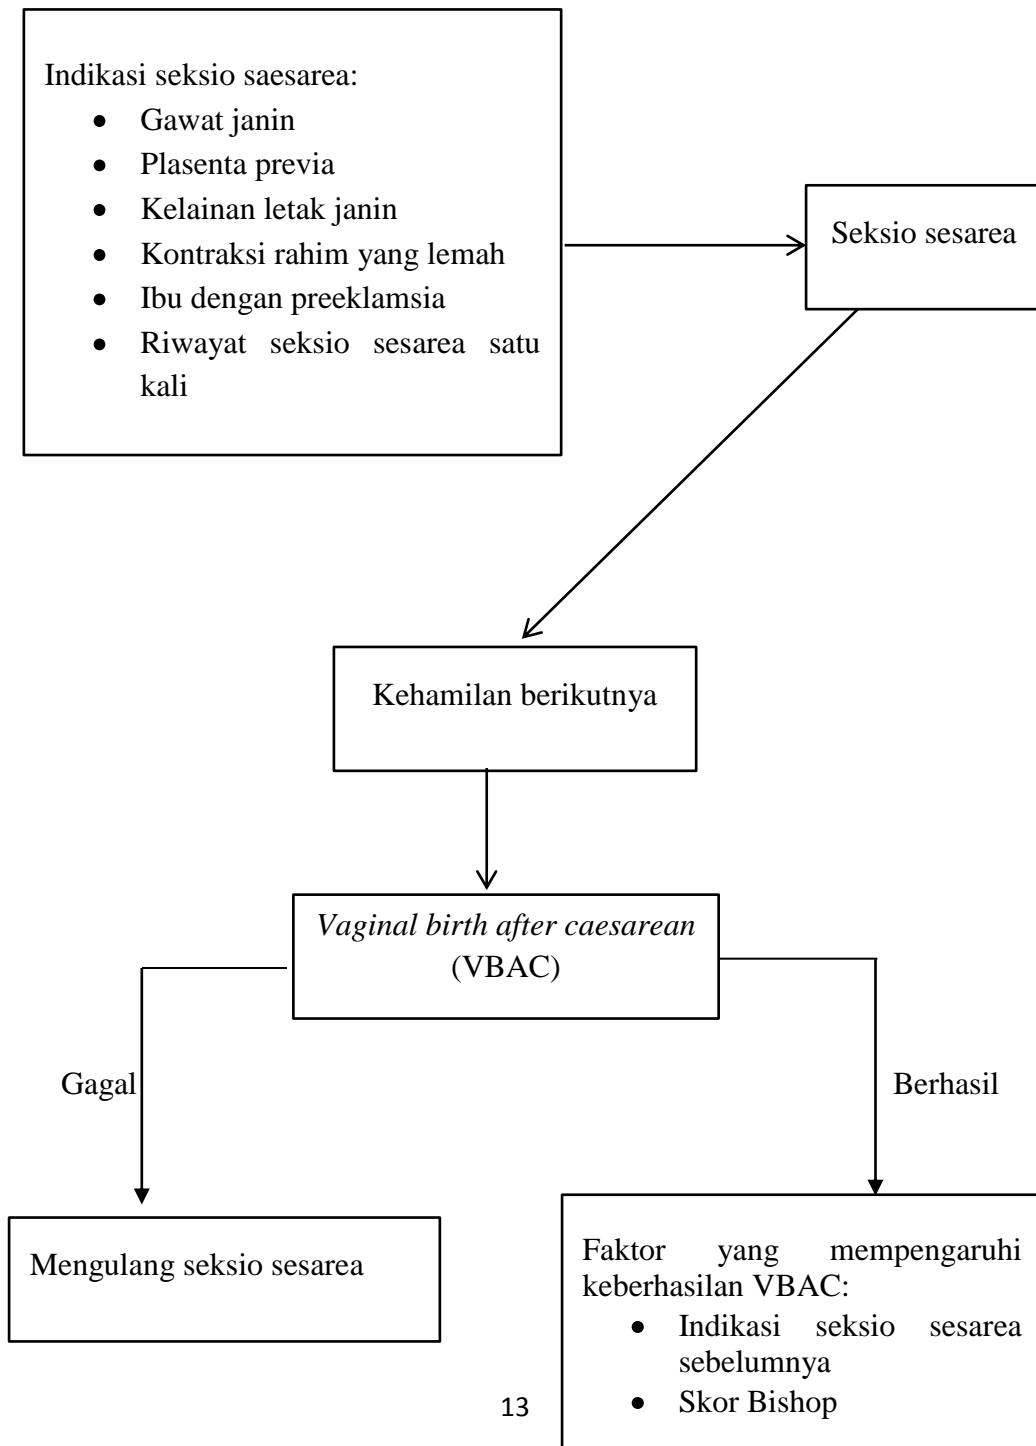 Indikasi seksio saesarea:
• Gawat janin
• Plasenta previa
• Kelainan letak janin
• Kontraksi rahim yang lemah
• Ibu dengan preeklamsia
• Riwayat seksio sesarea satu
kali
Seksio sesarea
Kehamilan berikutnya
Vaginal birth after caesarean
(VBAC)
Gagal
Berhasil
Mengulang seksio sesarea
Faktor yang mempengaruhi
keberhasilan VBAC:
• Indikasi seksio sesarea
sebelumnya
• Skor Bishop
13